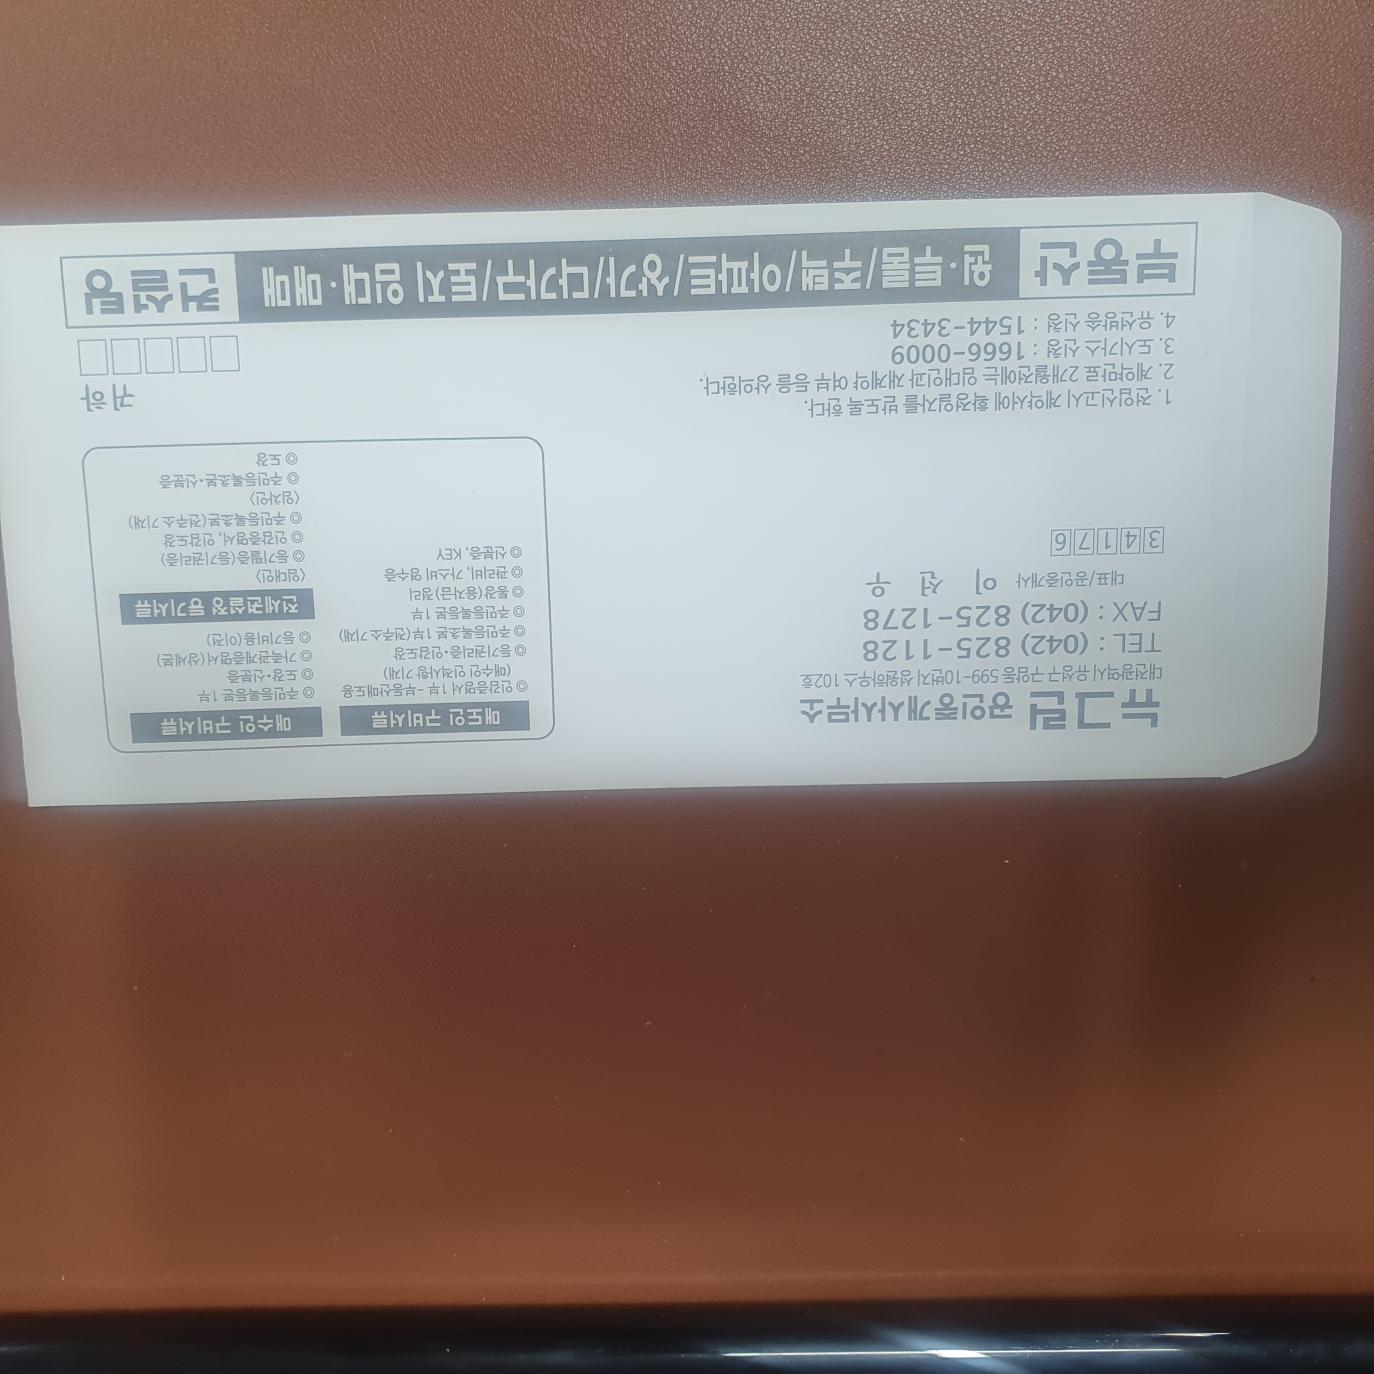 뉴그린 공인중개사사무소
대전광역시 유성구 구암동 599-10번지 성원하우스 102호
TEL : (042) 825-1128
FAX : (042) 825-1278
대표/공인중개사 이 선 우
34176
매도인 구비서류
◎ 인감증명서 1부-부동산매도용
(매수인 인적사항 기재)
◎ 등기권리증•인감도장
◎ 주민등록초본 1부(전주소기재)
◎ 주민등록등본 1부
◎ 통장(융자금) 정리
◎ 관리비, 가스비 영수증
◎ 신분증, KEY
매수인 구비서류
◎ 주민등록등본 1부
◎ 도장•신분증
◎ 가족관계증명서(상세분)
◎ 등기비용(이전)
전세권설정 등기서류
<임대인>
◎ 등기필증(등기권리증)
◎ 인감증명서, 인감도장
◎ 주민등록초본(전주소 기재)
<임차인>
◎ 주민등록초본•신분증
◎ 도장
1. 전입신고시 계약서에 확정일자를 받도록 한다.
2. 계약만료 2개월전에는 임대인과 재계약 여부 등을 상의한다.
3. 도시가스 신청 : 1666-0009
4. 유선방송 신청 : 1544-3434
귀하
부동산 원·투룸/주택/아파트/상가/다가구/토지 임대·매매 컨설팅